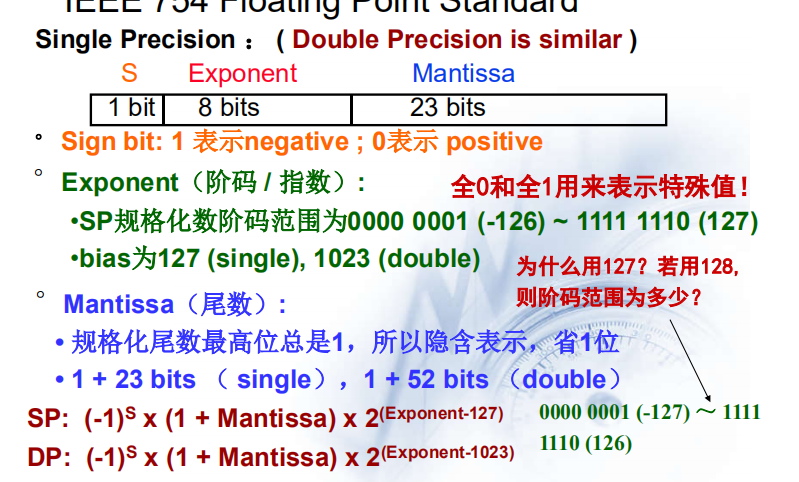 IEEE 754 Floating Point Standard
Single Precision : ( Double Precision is similar )
S Exponent Mantissa
1 bit 8 bits 23 bits
Sign bit: 1 表示negative ; 0表示 positive
Exponent（阶码 / 指数）:
全0和全1用来表示特殊值！
•SP规格化数阶码范围为0000 0001 (-126) ~ 1111 1110 (127)
•bias为127 (single), 1023 (double)
为什么用127？若用128,
则阶码范围为多少？
Mantissa（尾数）:
• 规格化尾数最高位总是1，所以隐含表示，省1位
• 1 + 23 bits （ single），1 + 52 bits （double）
SP: (-1)^S x (1 + Mantissa) x 2^(Exponent-127)
0000 0001 (-127) ～ 1111
1110 (126)
DP: (-1)^S x (1 + Mantissa) x 2^(Exponent-1023)